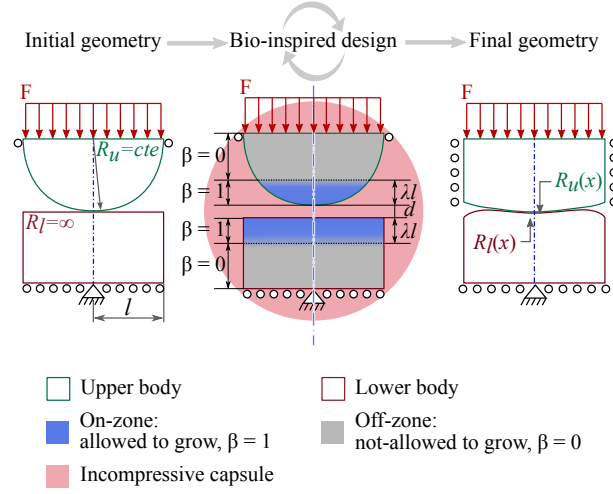 Initial geometry
Bio-inspired design
Final geometry
F
F
F
R_u=cte
R_l=∞
l
β = 0
β = 1
β = 1
β = 0
λl
d
λl
R_u(x)
R_l(x)
Upper body
Lower body
On-zone:
allowed to grow, β = 1
Off-zone:
not-allowed to grow, β = 0
Incompressive capsule